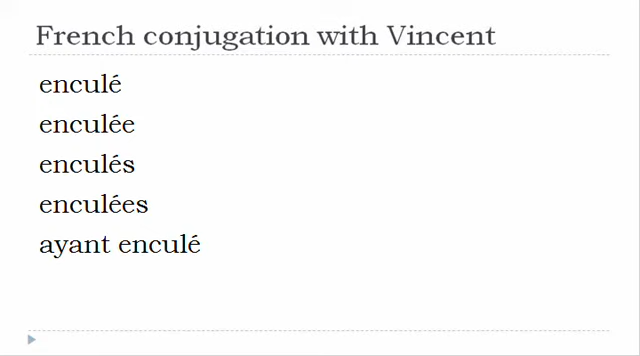 French conjugation with Vincent
enculé
enculée
enculés
enculées
ayant enculé